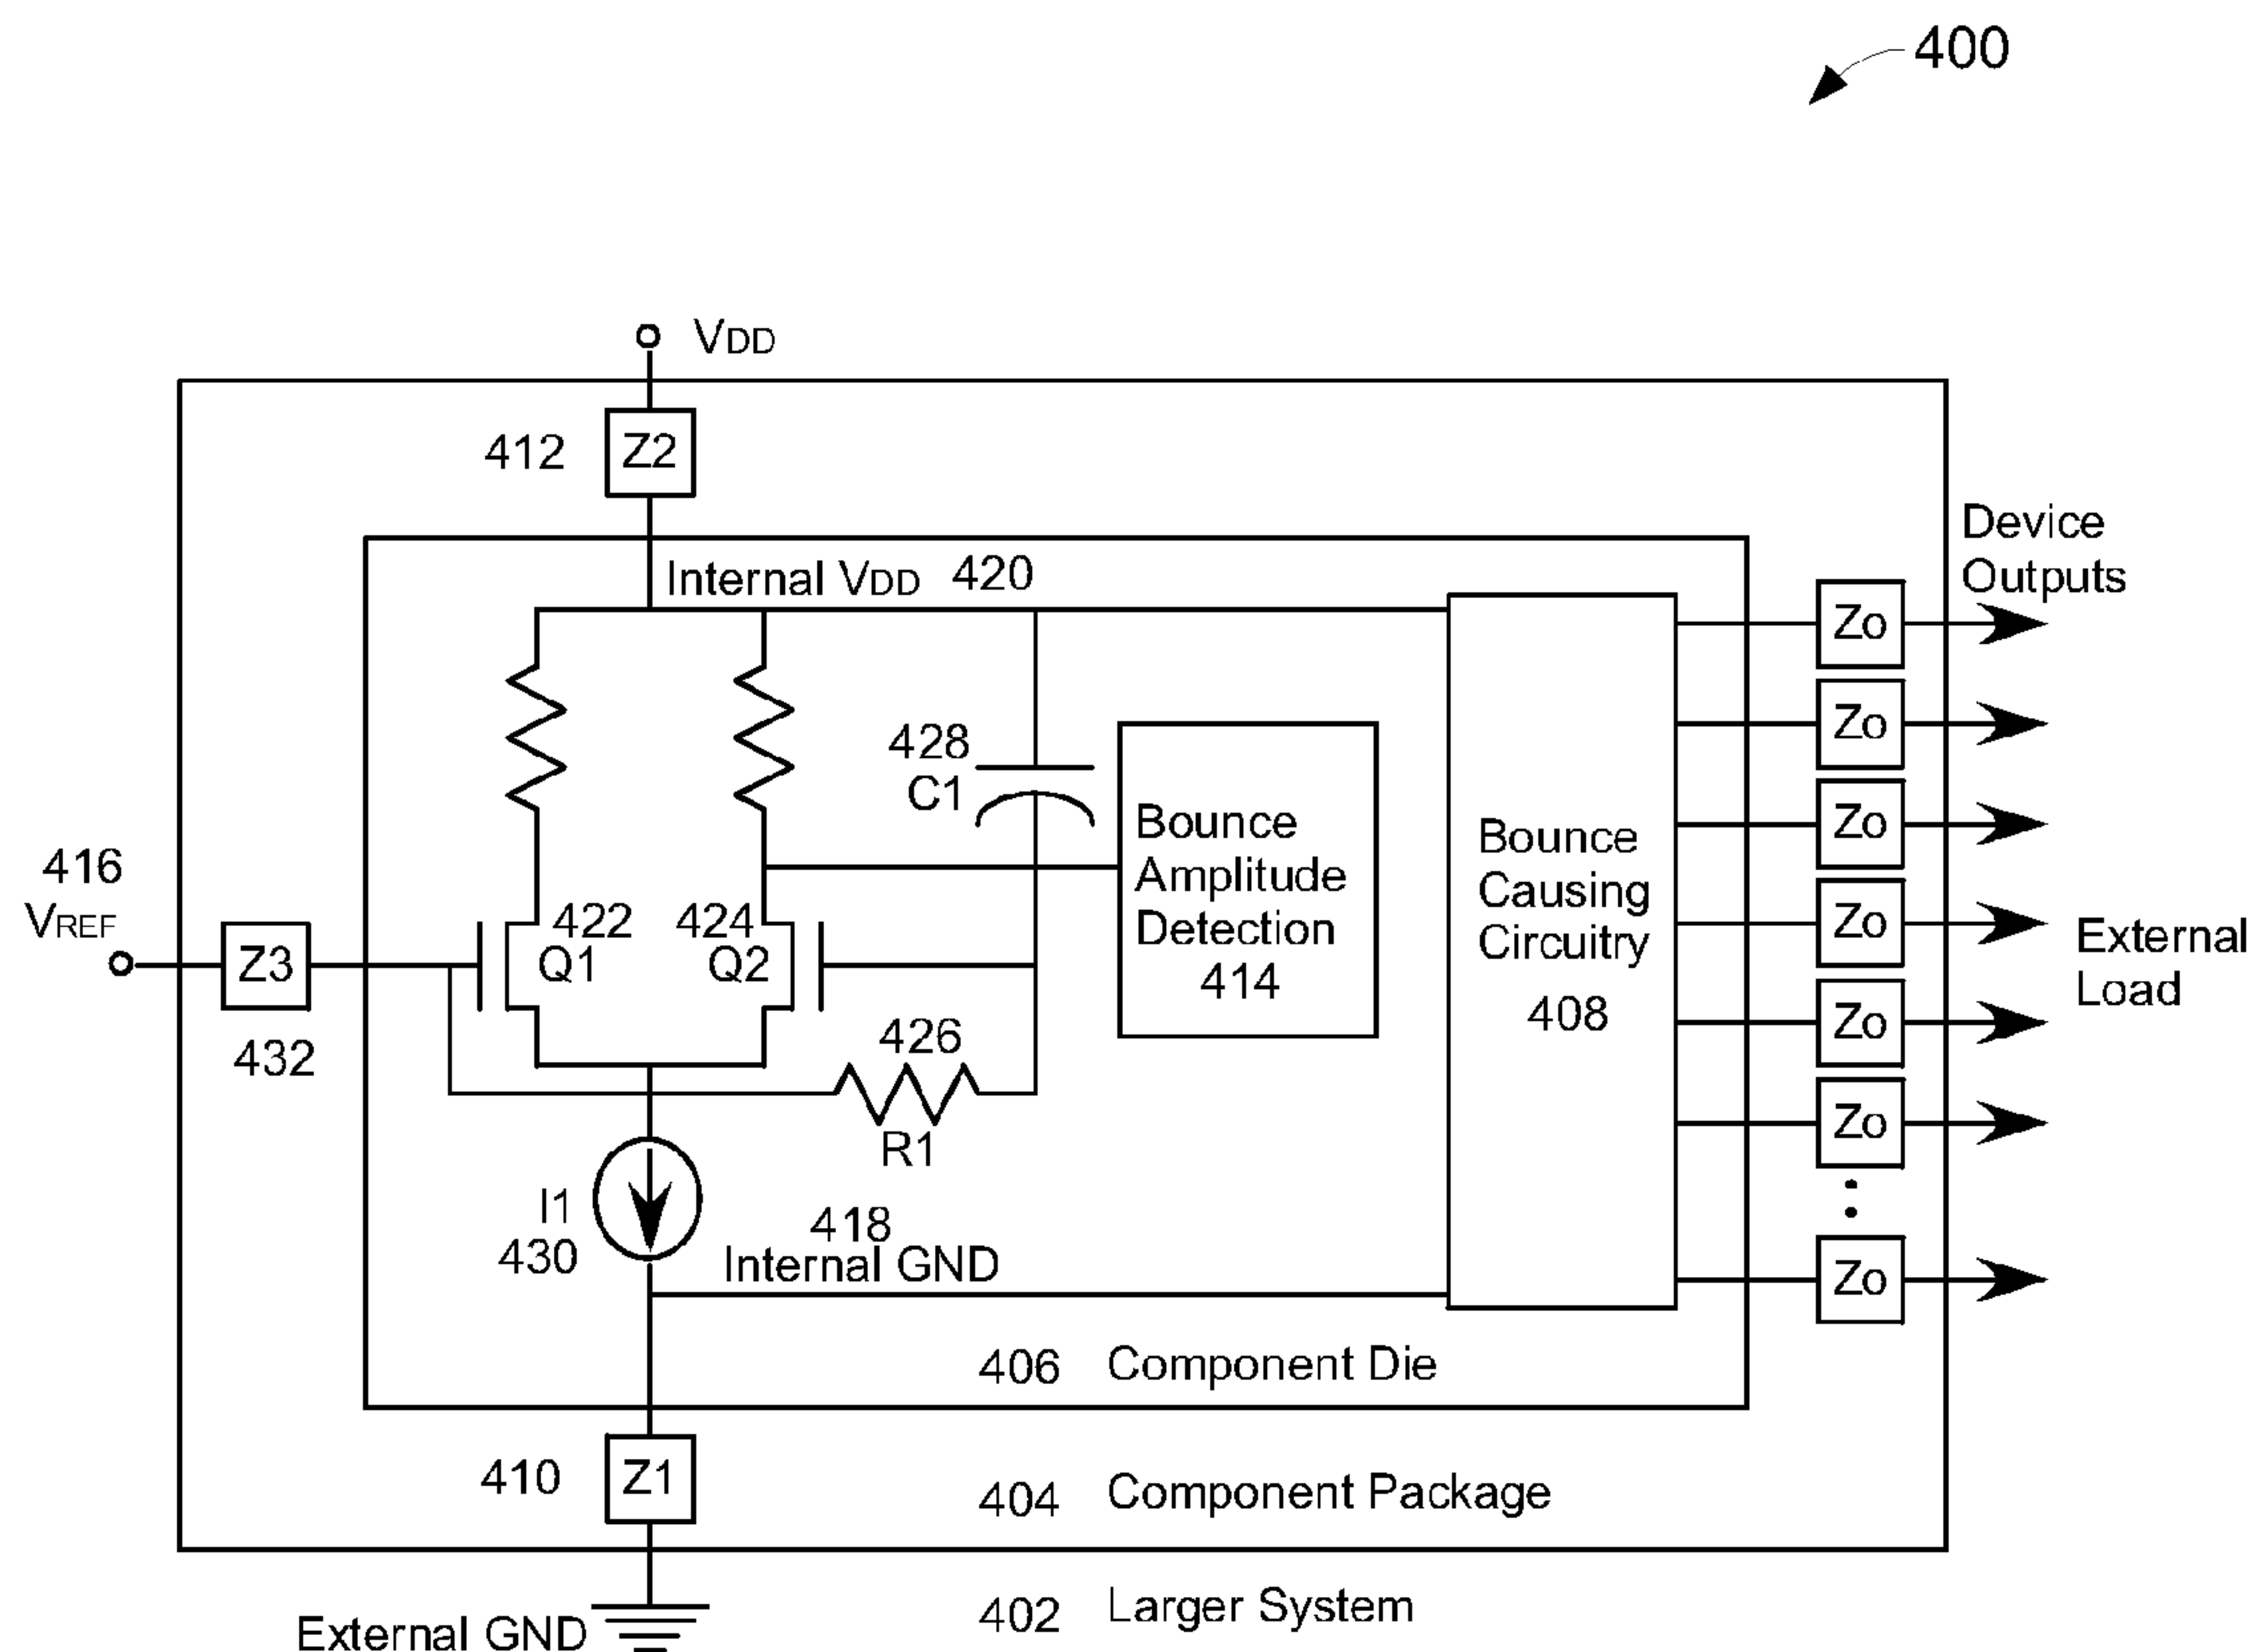 400
VDD
412
Z2
Device
Outputs
Internal VDD 420
Zo
Zo
428
C1
Bounce
Amplitude
Detection
414
Bounce
Causing
Circuitry
408
Zo
416
VREF
Z3
432
422
Q1
424
Q2
Zo
External
Load
426
R1
Zo
Zo
I1
430
418
Internal GND
Zo
406 Component Die
410
Z1
404 Component Package
402 Larger System
External GND